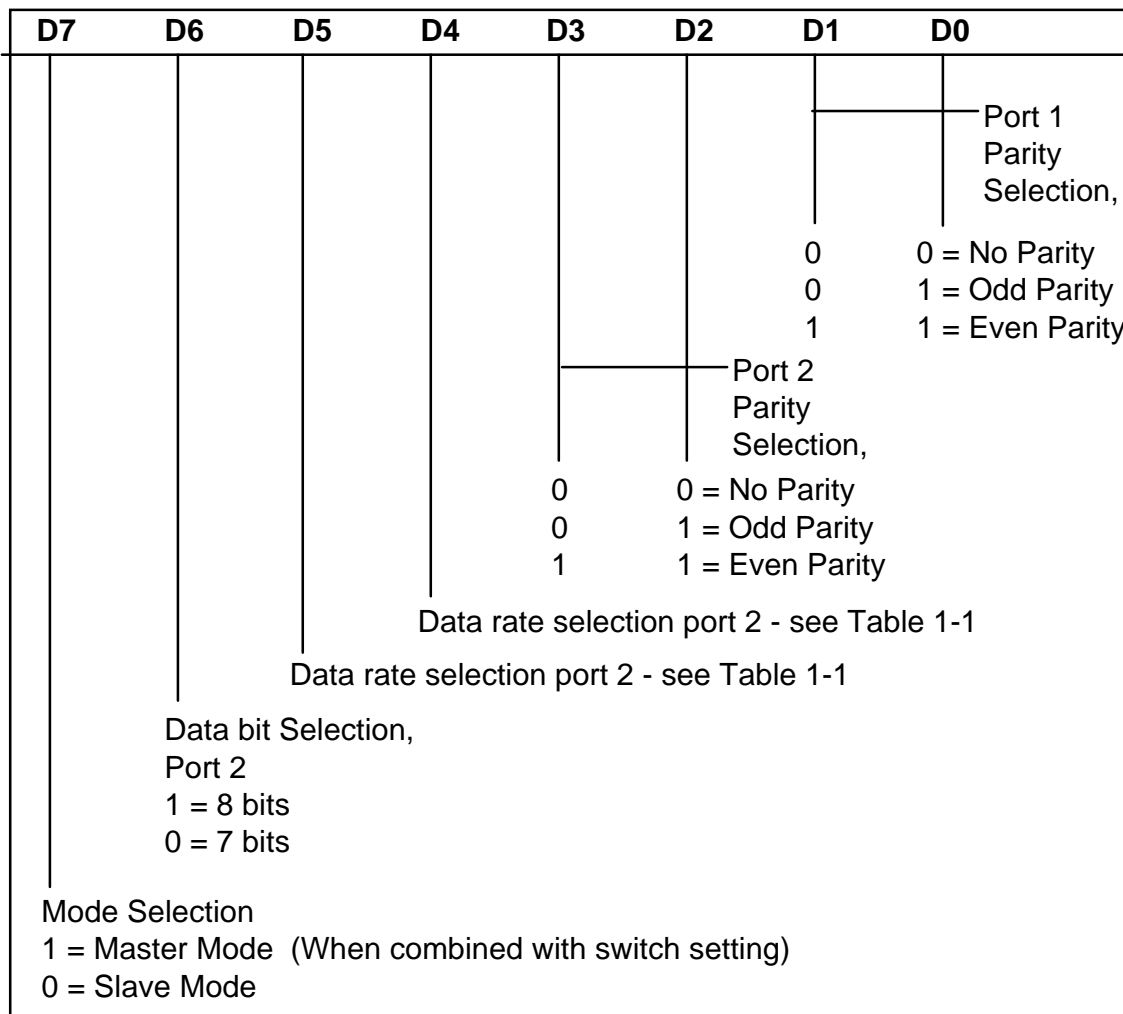 D7 D6 D5 D4 D3 D2 D1 D0
Port 1
Parity
Selection,
0 0 = No Parity
0 1 = Odd Parity
1 1 = Even Parity
Port 2
Parity
Selection,
0 0 = No Parity
0 1 = Odd Parity
1 1 = Even Parity
Data rate selection port 2 - see Table 1-1
Data rate selection port 2 - see Table 1-1
Data bit Selection,
Port 2
1 = 8 bits
0 = 7 bits
Mode Selection
1 = Master Mode (When combined with switch setting)
0 = Slave Mode